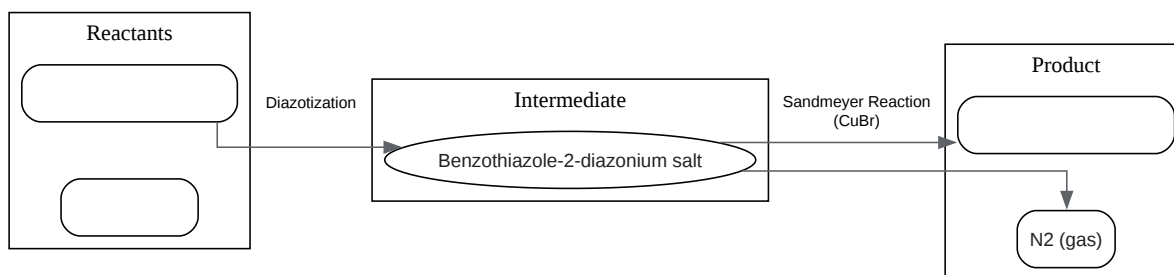 Reactants
Diazotization
Intermediate
Benzothiazole-2-diazonium salt
Sandmeyer Reaction
(CuBr)
Product
N2 (gas)